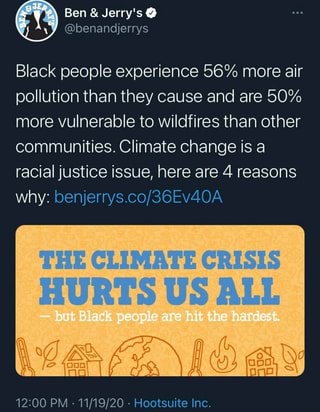 Ben & Jerry's
@benandjerrys
Black people experience 56% more air
pollution than they cause and are 50%
more vulnerable to wildfires than other
communities. Climate change is a
racial justice issue, here are 4 reasons
why: benjerrys.co/36Ev40A
THE CLIMATE CRISIS
HURTS US ALL
— but Black people are hit the hardest.
12:00 PM · 11/19/20 · Hootsuite Inc.